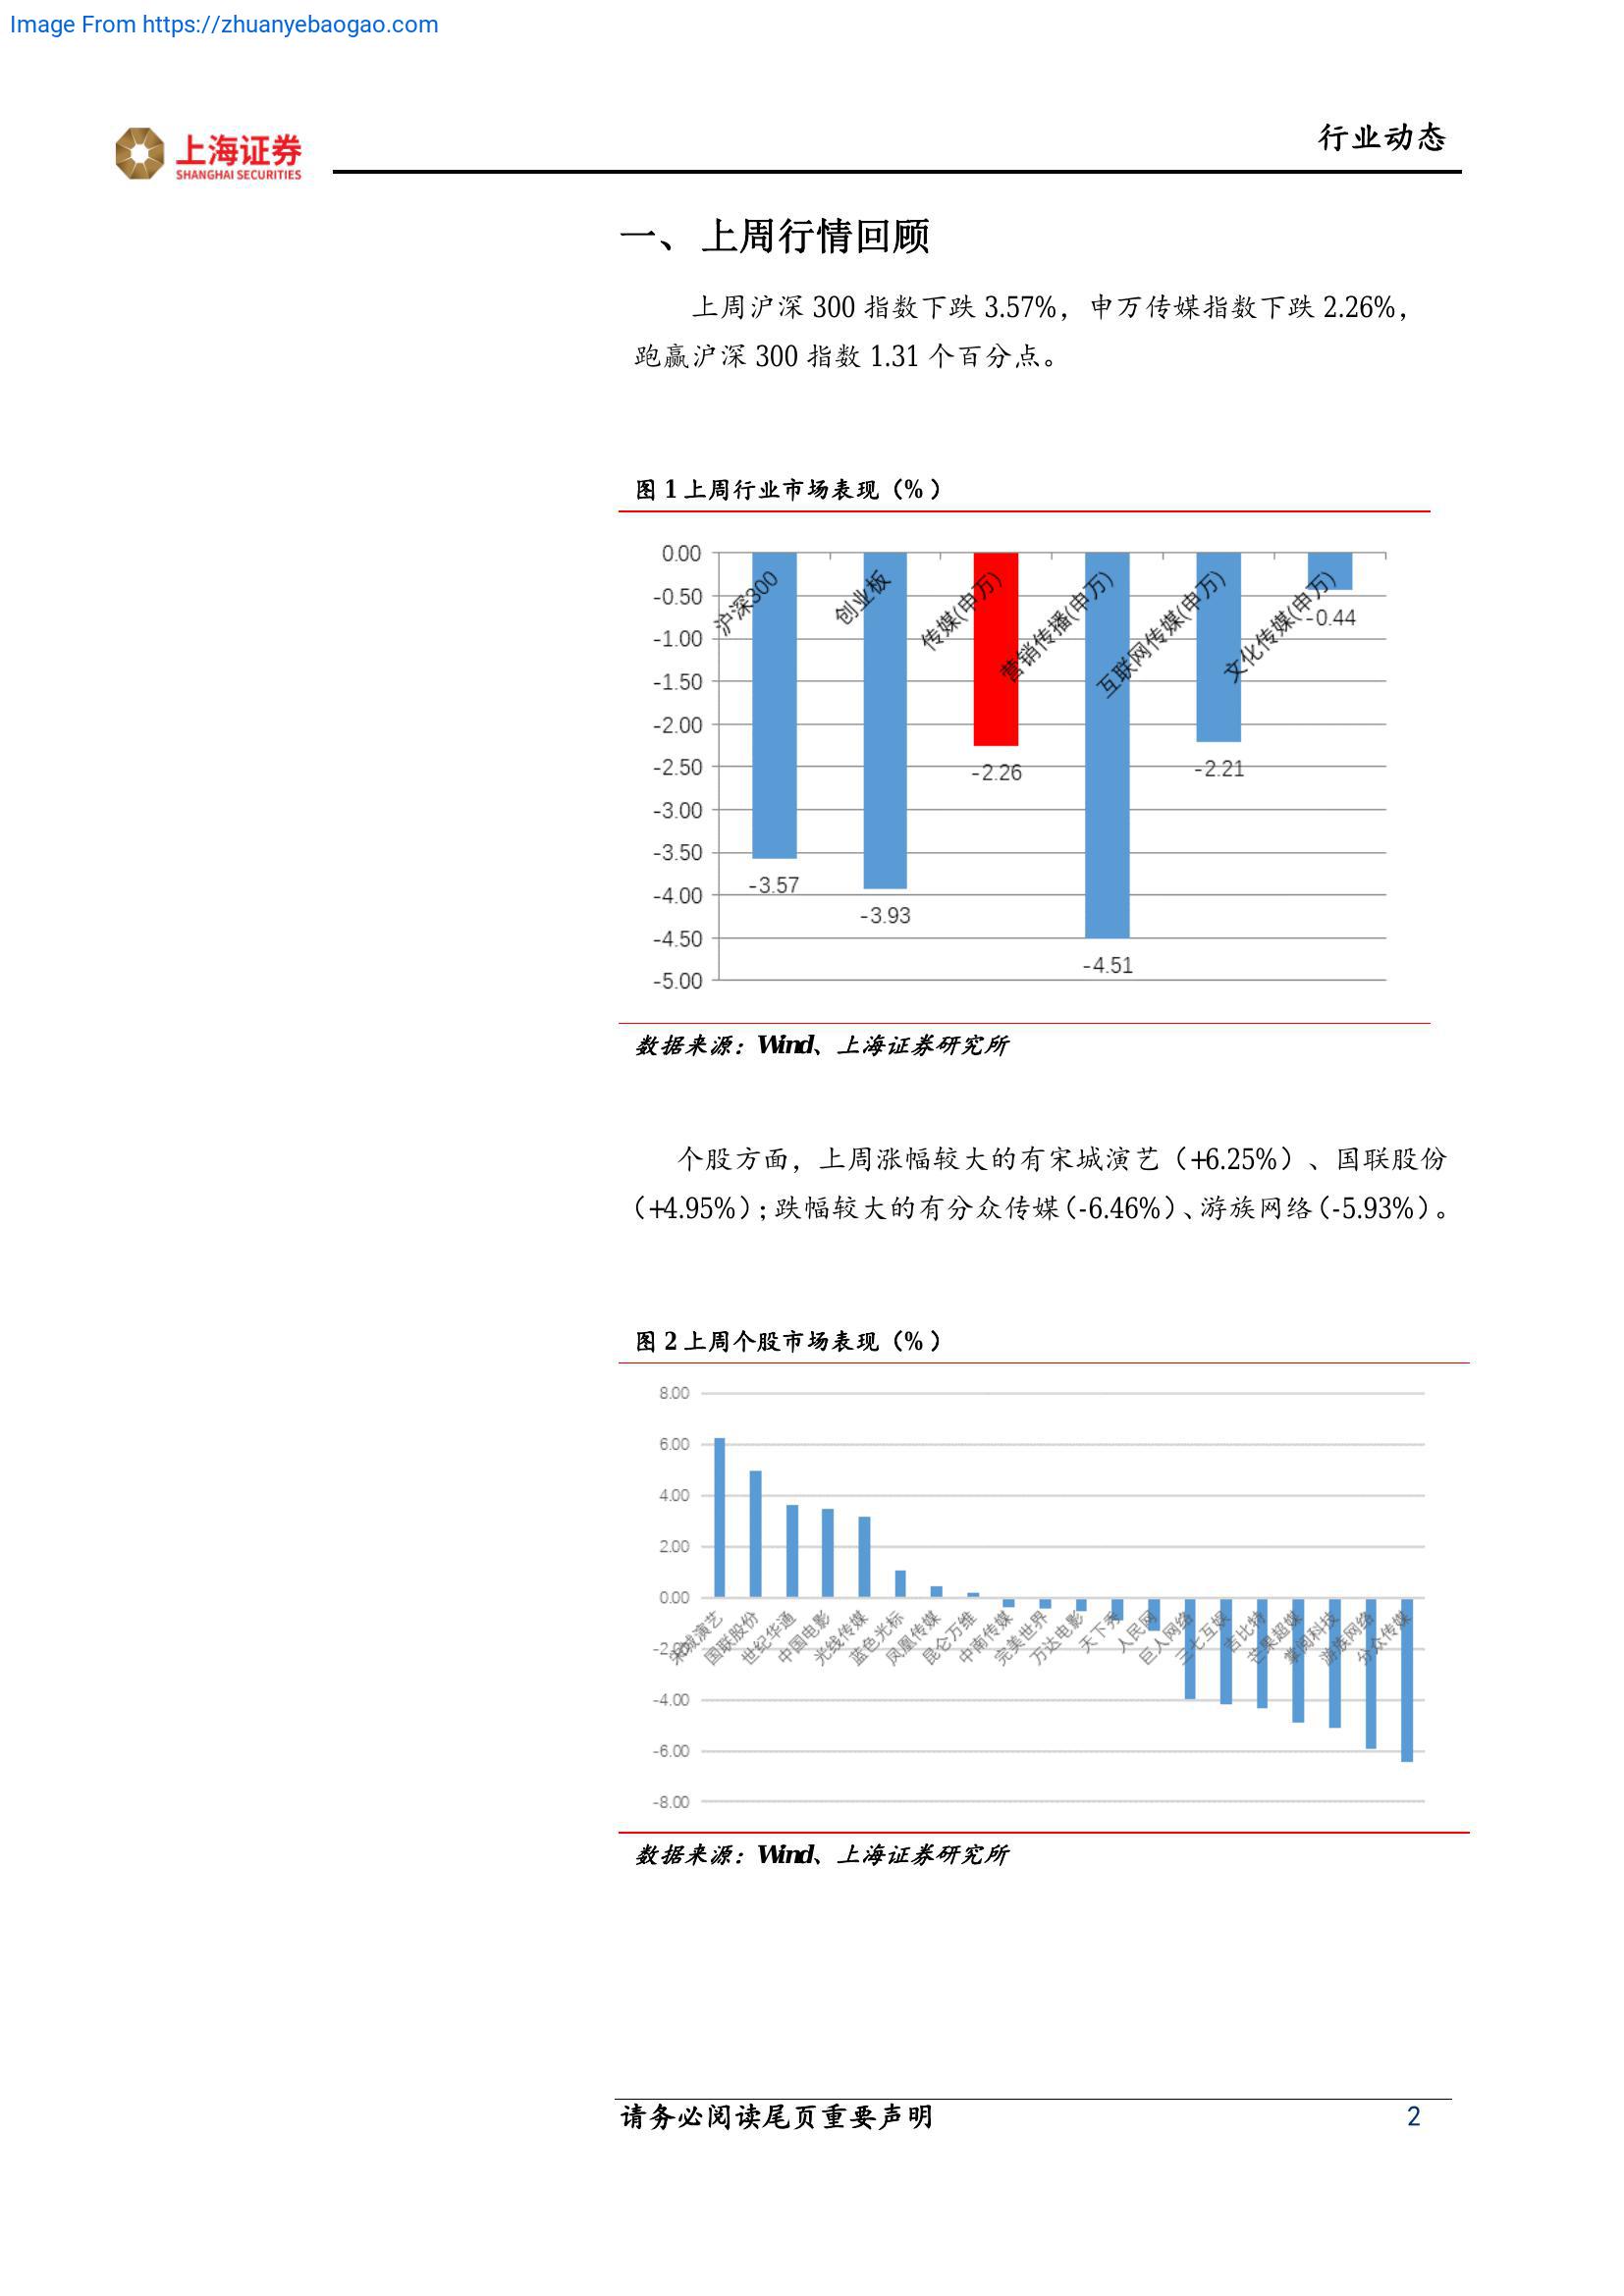 Image From https://zhuanyebaogao.com
上海证券
SHANGHAI SECURITIES
行业动态
一、 上周行情回顾
上周沪深 300 指数下跌 3.57%，申万传媒指数下跌 2.26%，
跑赢沪深 300 指数 1.31 个百分点。
图 1 上周行业市场表现（%）
0.00
-0.50
-1.00
-1.50
-2.00
-2.50
-3.00
-3.50
-4.00
-4.50
-5.00
沪深300
创业板
传媒(申万)
营销传播(申万)
互联网传媒(申万)
文化传媒(申万)
-3.57
-3.93
-2.26
-4.51
-2.21
-0.44
数据来源：Wind、上海证券研究所
个股方面，上周涨幅较大的有宋城演艺（+6.25%）、国联股份
（+4.95%）；跌幅较大的有分众传媒（-6.46%）、游族网络（-5.93%）。
图 2 上周个股市场表现（%）
8.00
6.00
4.00
2.00
0.00
-2.00
-4.00
-6.00
-8.00
宋城演艺
国联股份
世纪华通
中国电影
光线传媒
蓝色光标
凤凰传媒
昆仑万维
中南传媒
完美世界
万达电影
天下秀
人民网
巨人网络
三七互娱
吉比特
芒果超媒
掌阅科技
游族网络
分众传媒
数据来源：Wind、上海证券研究所
请务必阅读尾页重要声明
2